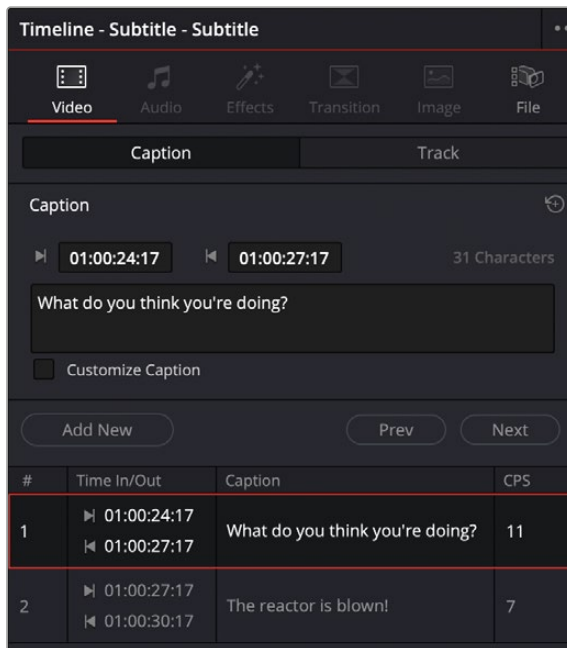 Timeline - Subtitle - Subtitle
Video Audio Effects Transition Image File
Caption Track
Caption
01:00:24:17 01:00:27:17 31 Characters
What do you think you're doing?
Customize Caption
Add New Prev Next
# Time In/Out Caption CPS
1 01:00:24:17 What do you think you're doing? 11
01:00:27:17
2 01:00:27:17 The reactor is blown! 7
01:00:30:17